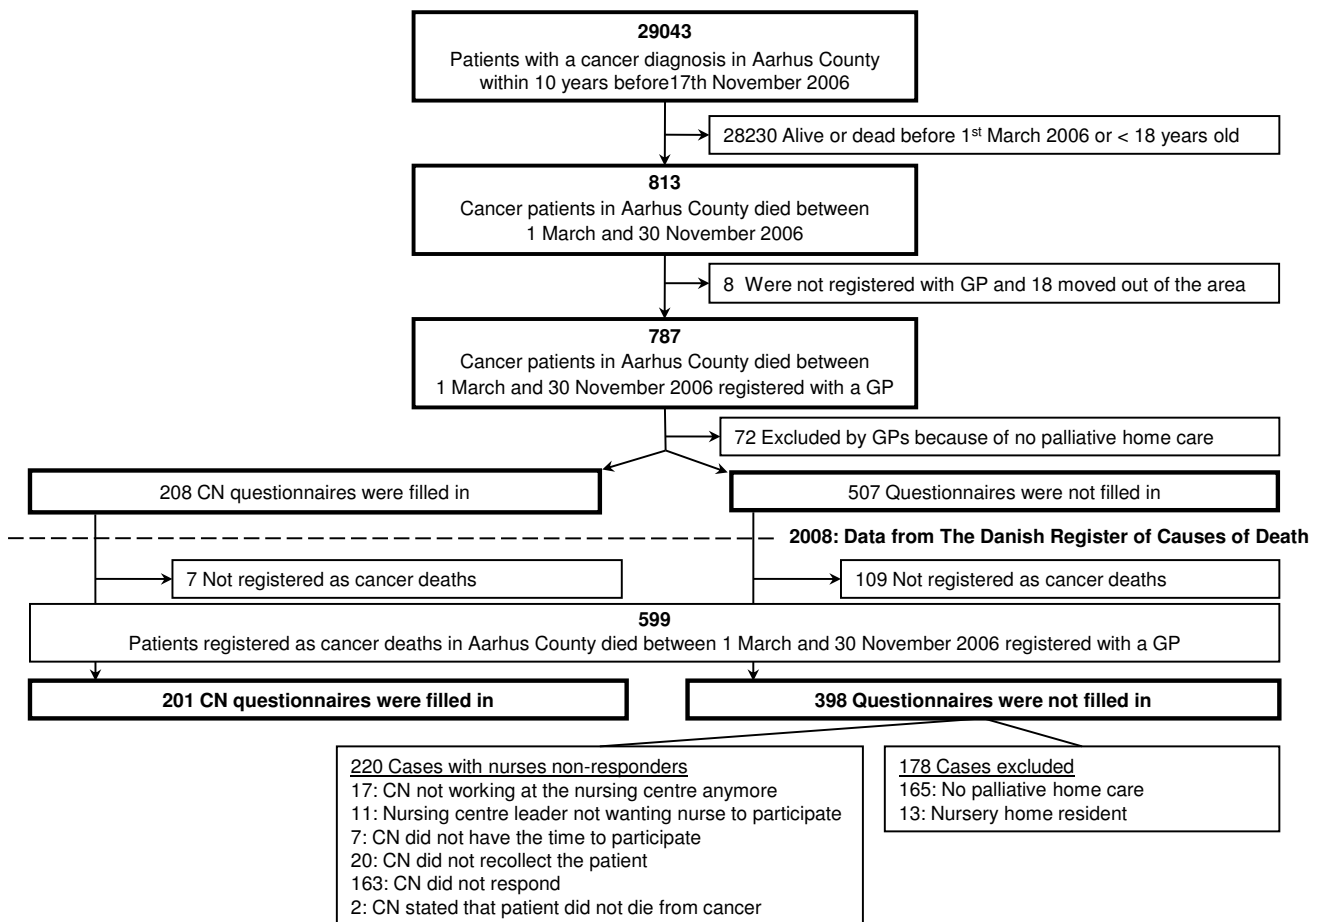 29043
Patients with a cancer diagnosis in Aarhus County
within 10 years before17th November 2006
28230 Alive or dead before 1st March 2006 or < 18 years old
813
Cancer patients in Aarhus County died between
1 March and 30 November 2006
8 Were not registered with GP and 18 moved out of the area
787
Cancer patients in Aarhus County died between
1 March and 30 November 2006 registered with a GP
72 Excluded by GPs because of no palliative home care
208 CN questionnaires were filled in
507 Questionnaires were not filled in
2008: Data from The Danish Register of Causes of Death
7 Not registered as cancer deaths
109 Not registered as cancer deaths
599
Patients registered as cancer deaths in Aarhus County died between 1 March and 30 November 2006 registered with a GP
201 CN questionnaires were filled in
398 Questionnaires were not filled in
220 Cases with nurses non-responders
17: CN not working at the nursing centre anymore
11: Nursing centre leader not wanting nurse to participate
7: CN did not have the time to participate
20: CN did not recollect the patient
163: CN did not respond
2: CN stated that patient did not die from cancer
178 Cases excluded
165: No palliative home care
13: Nursery home resident